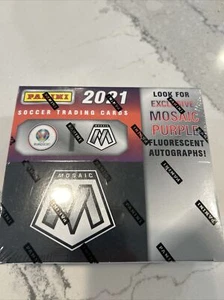 PANINI 2021
SOCCER TRADING CARDS
LOOK FOR
EXCLUSIVE
MOSAIC
PURPLE
FLUORESCENT
AUTOGRAPHS!
MOSAIC